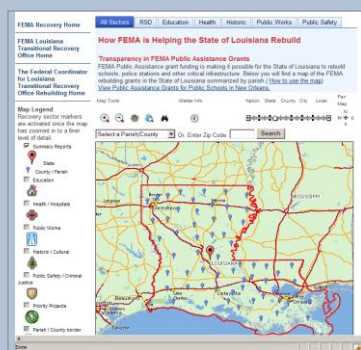 FEMA Recovery Home
FEMA Louisiana
Transitional Recovery
Office Home
The Federal Coordinator
for Louisiana
Transitional Recovery
Office Rebuilding Home
Map Legend
Recovery sector markers
are activated once the map
has zoomed in to a finer
level of detail
Summary Reports
State
County / Parish
Education
Health / Hospitals
Public Works
Historic / Cultural
Public Safety / Criminal
Justice
Priority Projects
Parish / County border
Done
All Sectors RSD Education Health Historic Public Works Public Safety
How FEMA is Helping the State of Louisiana Rebuild
Transparency in FEMA Public Assistance Grants
FEMA Public Assistance grant funding is making it possible for the State of Louisiana to rebuild
schools, police stations and other critical infrastructure. Below you will find a map of the FEMA
rebuilding grants in the State of Louisiana summarized by parish / How to use the map!
View Public Assistance Grants for Public Schools in New Orleans.
Map Tools Marker Info Nation State County City Local Pan
Map
Select a Parish/County Or, Enter Zip Code Search
MISSISSIPPI
LOUISIANA
Beaumont
Lafayette